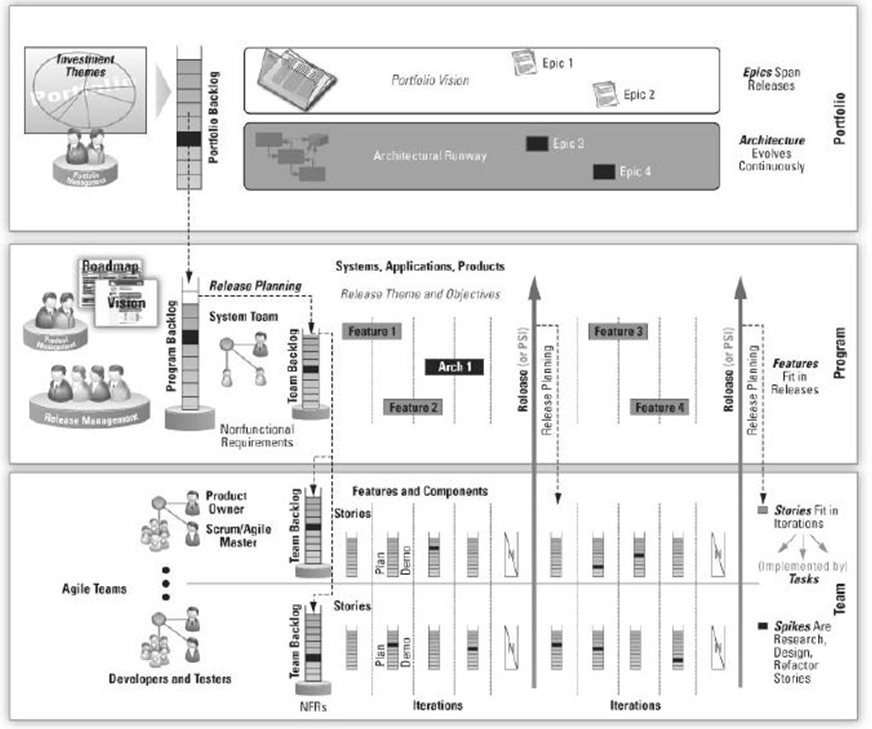 Investment
Themes
Portfolio
Portfolio
Management
Portfolio Backlog
Portfolio Vision
Epic 1
Epic 2
Architectural Runway
Epic 3
Epic 4
Epics Span
Releases
Architecture
Evolves
Continuously
Portfolio
Roadmap
Vision
Product
Management
Release Management
Program Backlog
Release Planning
System Team
Team Backlog
Nonfunctional
Requirements
Systems, Applications, Products
Release Theme and Objectives
Feature 1
Arch 1
Feature 2
Release (or PSI)
Release Planning
Feature 3
Feature 4
Release (or PSI)
Release Planning
Features
Fit in
Releases
Program
Product
Owner
Scrum/Agile
Master
Agile Teams
Developers and Testers
Team Backlog
Team Backlog
NFRs
Features and Components
Stories
Plan
Demo
Stories
Plan
Demo
Iterations
Iterations
Stories Fit in
Iterations
(Implemented by)
Tasks
Spikes Are
Research,
Design,
Refactor
Stories
Team